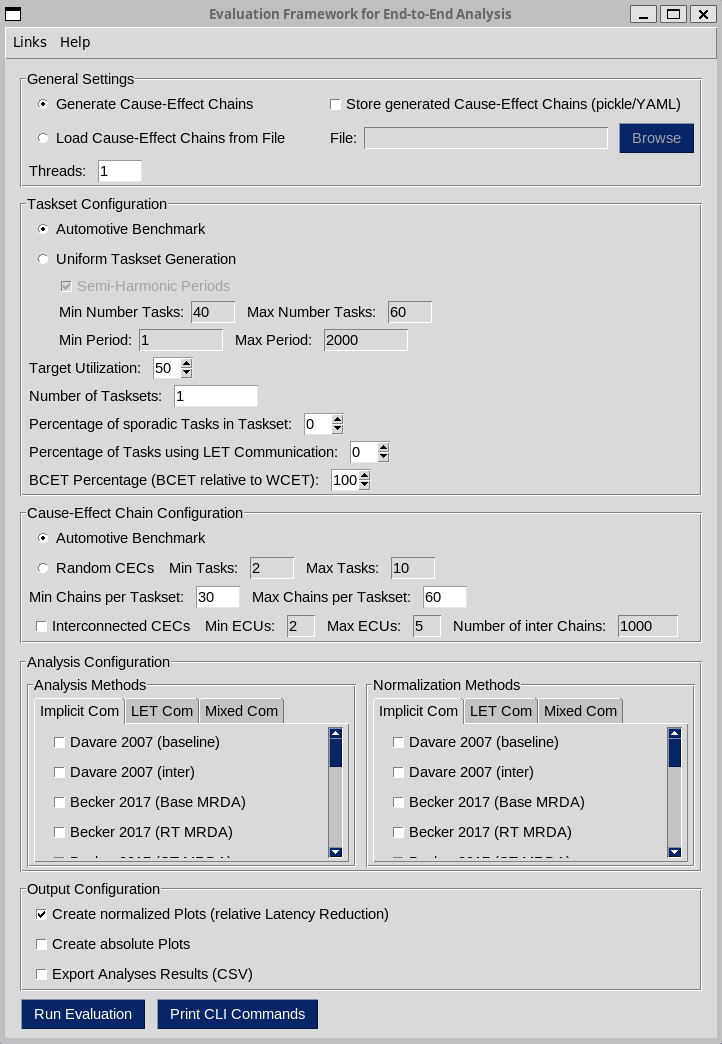 Evaluation Framework for End-to-End Analysis
Links Help
General Settings
Generate Cause-Effect Chains Store generated Cause-Effect Chains (pickle/YAML)
Load Cause-Effect Chains from File File: Browse
Threads: 1
Taskset Configuration
Automotive Benchmark
Uniform Taskset Generation
Semi-Harmonic Periods
Min Number Tasks: 40 Max Number Tasks: 60
Min Period: 1 Max Period: 2000
Target Utilization: 50
Number of Tasksets: 1
Percentage of sporadic Tasks in Taskset: 0
Percentage of Tasks using LET Communication: 0
BCET Percentage (BCET relative to WCET): 100
Cause-Effect Chain Configuration
Automotive Benchmark
Random CECs Min Tasks: 2 Max Tasks: 10
Min Chains per Taskset: 30 Max Chains per Taskset: 60
Interconnected CECs Min ECUs: 2 Max ECUs: 5 Number of inter Chains: 1000
Analysis Configuration
Analysis Methods
Implicit Com LET Com Mixed Com
Davare 2007 (baseline)
Davare 2007 (inter)
Becker 2017 (Base MRDA)
Becker 2017 (RT MRDA)
Normalization Methods
Implicit Com LET Com Mixed Com
Davare 2007 (baseline)
Davare 2007 (inter)
Becker 2017 (Base MRDA)
Becker 2017 (RT MRDA)
Output Configuration
Create normalized Plots (relative Latency Reduction)
Create absolute Plots
Export Analyses Results (CSV)
Run Evaluation Print CLI Commands